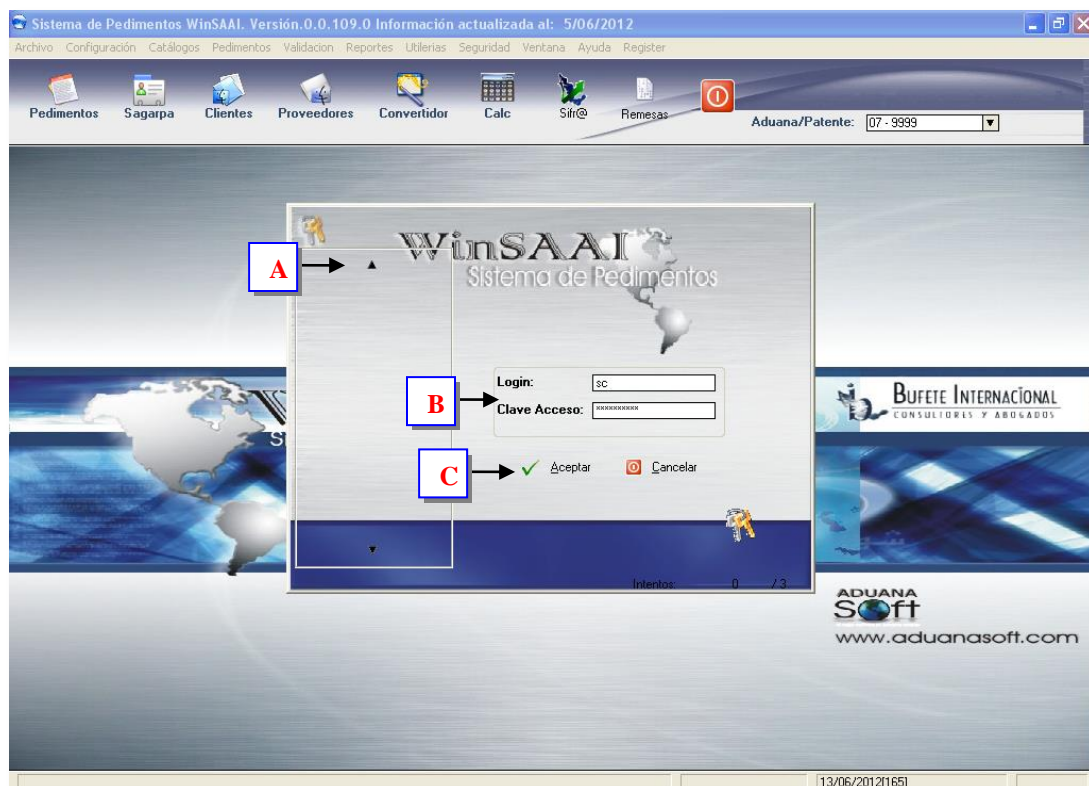 Sistema de Pedimentos WinSAAI. Versión.0.0.109.0 Información actualizada al: 5/06/2012
Archivo Configuración Catálogos Pedimentos Validacion Reportes Utilerias Seguridad Ventana Ayuda Register
Pedimentos Sagarpa Clientes Proveedores Convertidor Calc Sifr@ Remesas
Aduana/Patente: 07 - 9999
WinSAAI
Sistema de Pedimentos
A
Login: sc
B
Clave Acceso: **********
C
Aceptar Cancelar
Intentos: 0 / 3
BUFETE INTERNACIONAL
CONSULTORES Y ABOGADOS
W
S
ADUANA
Soft
www.aduanasoft.com
13/06/2012[165]